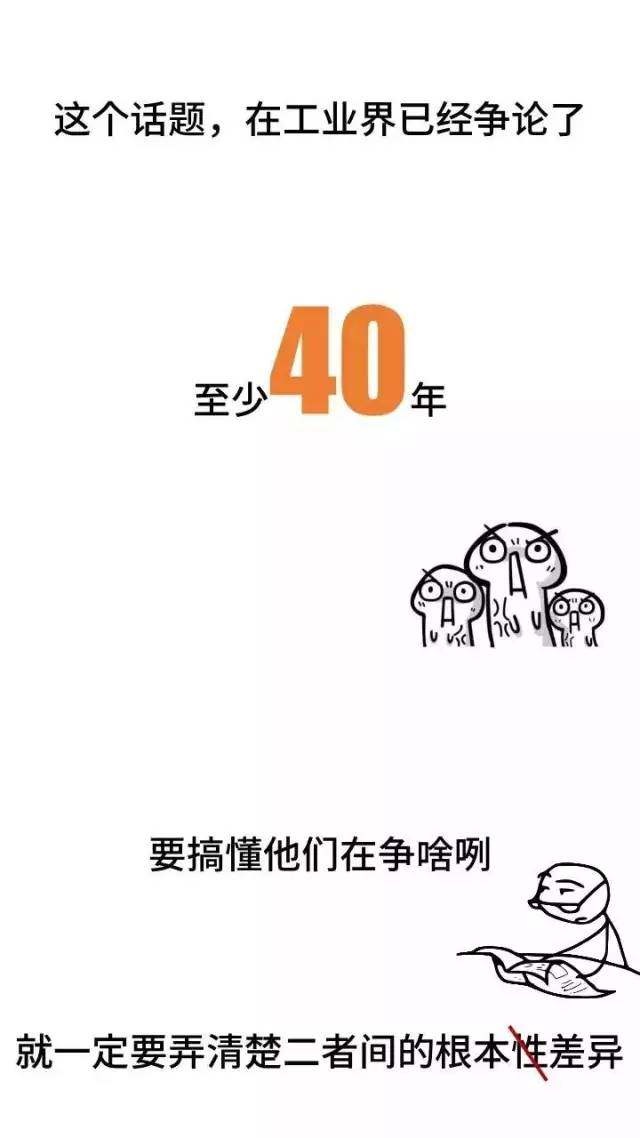 这个话题，在工业界已经争论了
至少40年
要搞懂他们在争啥咧
就一定要弄清楚二者间的根本性差异